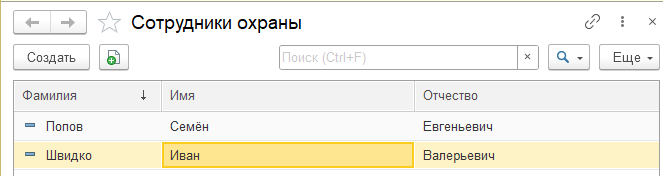 Сотрудники охраны
Создать Поиск (Ctrl+F) × Еще
Фамилия ↓ Имя Отчество
Попов Семён Евгеньевич
Швидко Иван Валерьевич